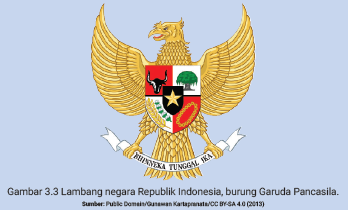 BHINNEKA TUNGGAL IKA
Gambar 3.3 Lambang negara Republik Indonesia, burung Garuda Pancasila.
Sumber: Public Domain/Gunawan Kartapranata/CC BY-SA 4.0 (2013)